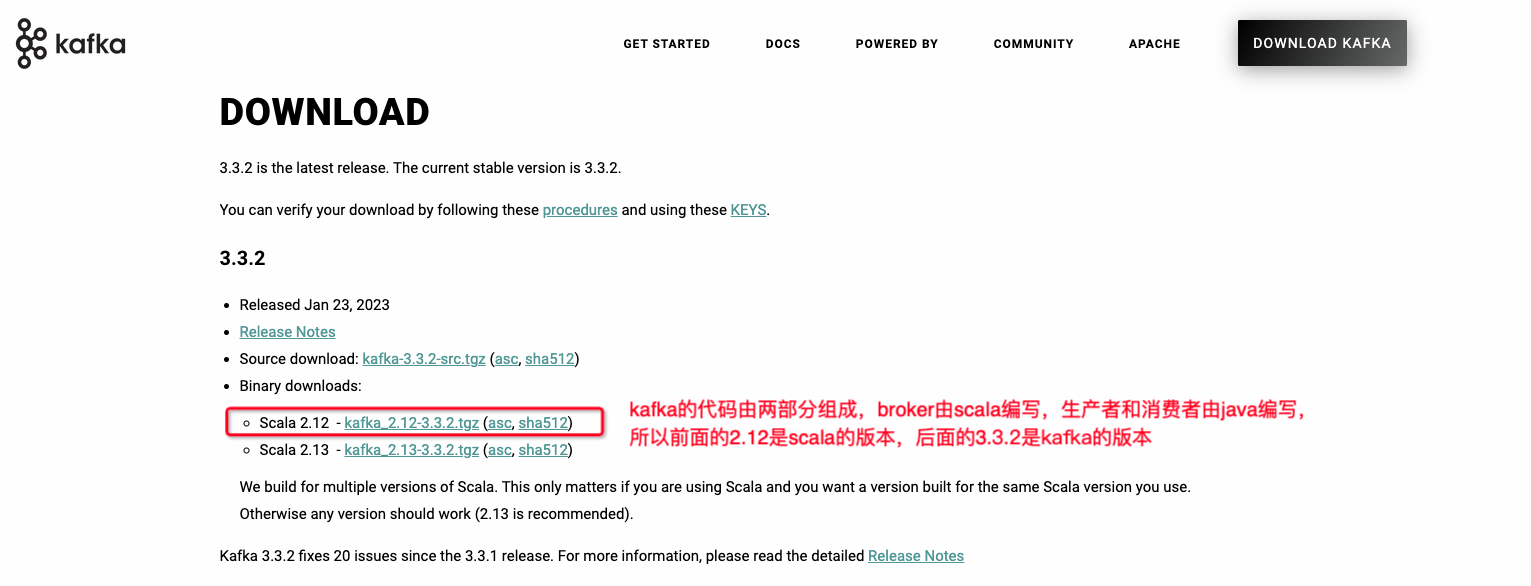 kafka
GET STARTED
DOCS
POWERED BY
COMMUNITY
APACHE
DOWNLOAD KAFKA
DOWNLOAD
3.3.2 is the latest release. The current stable version is 3.3.2.
You can verify your download by following these procedures and using these KEYS.
3.3.2
Released Jan 23, 2023
Release Notes
Source download: kafka-3.3.2-src.tgz (asc, sha512)
Binary downloads:
Scala 2.12 - kafka_2.12-3.3.2.tgz (asc, sha512)
Scala 2.13 - kafka_2.13-3.3.2.tgz (asc, sha512)
kafka的代码由两部分组成，broker由scala编写，生产者和消费者由java编写，
所以前面的2.12是scala的版本，后面的3.3.2是kafka的版本
We build for multiple versions of Scala. This only matters if you are using Scala and you want a version built for the same Scala version you use.
Otherwise any version should work (2.13 is recommended).
Kafka 3.3.2 fixes 20 issues since the 3.3.1 release. For more information, please read the detailed Release Notes